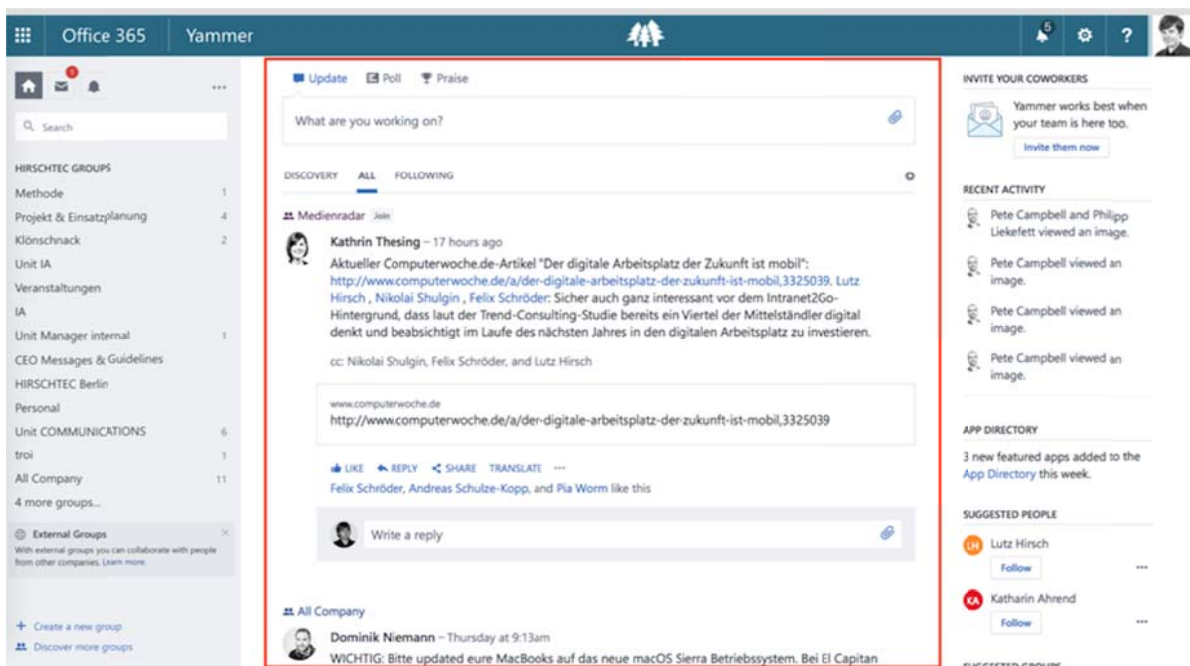 Office 365 Yammer
5
?
1
...
Search
HIRSCHTEC GROUPS
Methode 1
Projekt & Einsatzplanung 4
Klönschnack 2
Unit IA
Veranstaltungen
IA
Unit Manager internal 1
CEO Messages & Guidelines
HIRSCHTEC Berlin
Personal
Unit COMMUNICATIONS 6
troi 1
All Company 11
4 more groups...
External Groups
With external groups you can collaborate with people
from other companies. Learn more.
+ Create a new group
Discover more groups
Update Poll Praise
What are you working on?
DISCOVERY ALL FOLLOWING
Medienradar Join
Kathrin Thesing – 17 hours ago
Aktueller Computerwoche.de-Artikel "Der digitale Arbeitsplatz der Zukunft ist mobil":
http://www.computerwoche.de/a/der-digitale-arbeitsplatz-der-zukunft-ist-mobil,3325039. Lutz
Hirsch , Nikolai Shulgin , Felix Schröder: Sicher auch ganz interessant vor dem Intranet2Go-
Hintergrund, dass laut der Trend-Consulting-Studie bereits ein Viertel der Mittelständler digital
denkt und beabsichtigt im Laufe des nächsten Jahres in den digitalen Arbeitsplatz zu investieren.
cc: Nikolai Shulgin, Felix Schröder, and Lutz Hirsch
www.computerwoche.de
http://www.computerwoche.de/a/der-digitale-arbeitsplatz-der-zukunft-ist-mobil,3325039
LIKE REPLY SHARE TRANSLATE ...
Felix Schröder, Andreas Schulze-Kopp, and Pia Worm like this
Write a reply
All Company
Dominik Niemann – Thursday at 9:13am
WICHTIG: Bitte updated eure MacBooks auf das neue macOS Sierra Betriebssystem. Bei El Capitan
INVITE YOUR COWORKERS
Yammer works best when
your team is here too.
Invite them now
RECENT ACTIVITY
Pete Campbell and Philipp
Liekefett viewed an image.
Pete Campbell viewed an
image.
Pete Campbell viewed an
image.
Pete Campbell viewed an
image.
APP DIRECTORY
3 new featured apps added to the
App Directory this week.
SUGGESTED PEOPLE
LH Lutz Hirsch
Follow ...
KA Katharin Ahrend
Follow ...
SUGGESTED GROUPS